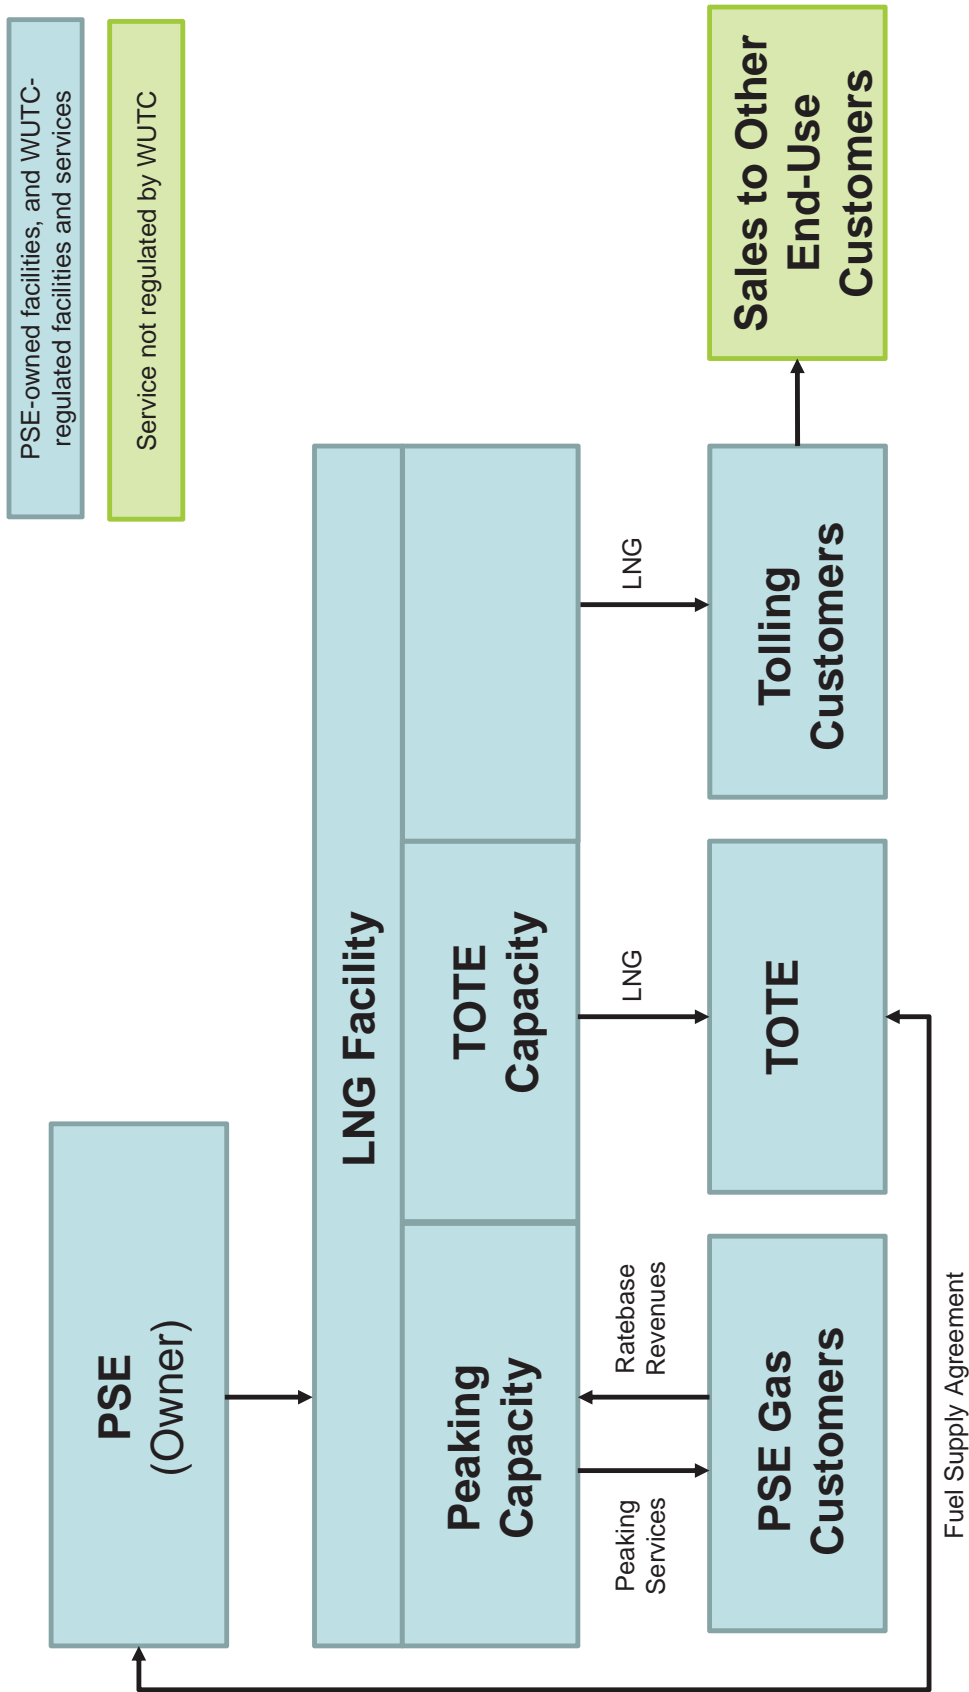 PSE-owned facilities, and WUTC-
regulated facilities and services
Service not regulated by WUTC
PSE
(Owner)
LNG Facility
Peaking
Capacity
TOTE
Capacity
Peaking
Services
Ratebase
Revenues
LNG
LNG
PSE Gas
Customers
TOTE
Tolling
Customers
Sales to Other
End-Use
Customers
Fuel Supply Agreement